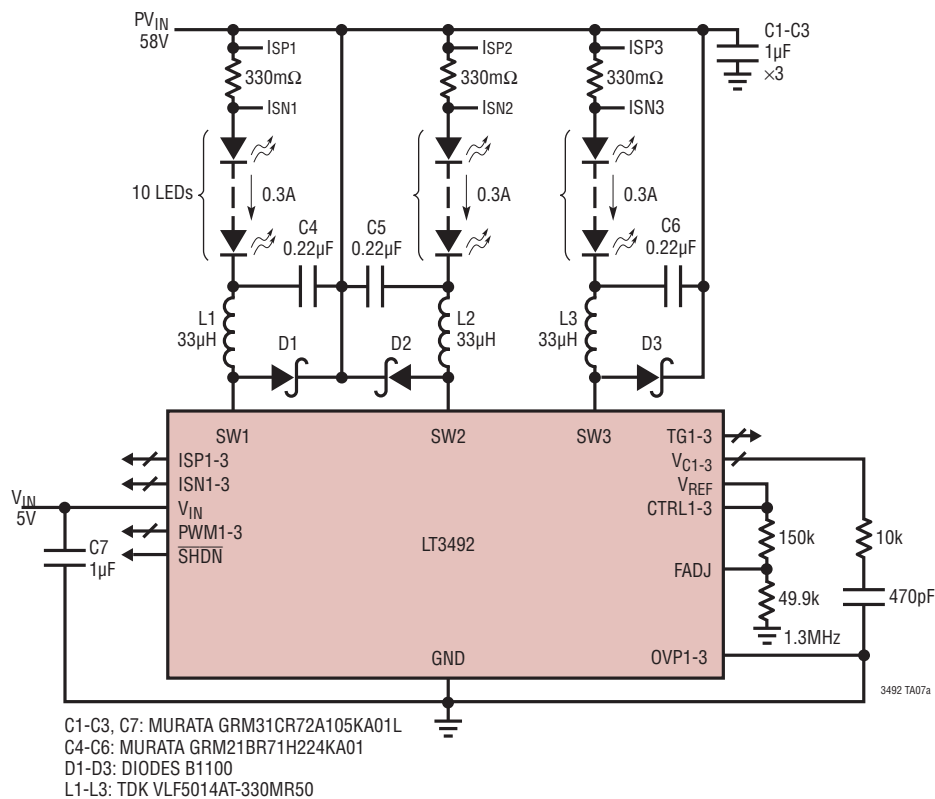 PVIN
58V
ISP1
330mΩ
ISN1
ISP2
330mΩ
ISN2
ISP3
330mΩ
ISN3
C1-C3
1µF
×3
10 LEDs
0.3A
0.3A
0.3A
C4
0.22µF
C5
0.22µF
C6
0.22µF
L1
33µH
D1
D2
L2
33µH
L3
33µH
D3
SW1
SW2
SW3
TG1-3
ISP1-3
VC1-3
ISN1-3
VREF
VIN
5V
VIN
CTRL1-3
PWM1-3
SHDN
C7
1µF
LT3492
150k
10k
FADJ
49.9k
470pF
1.3MHz
GND
OVP1-3
3492 TA07a
C1-C3, C7: MURATA GRM31CR72A105KA01L
C4-C6: MURATA GRM21BR71H224KA01
D1-D3: DIODES B1100
L1-L3: TDK VLF5014AT-330MR50